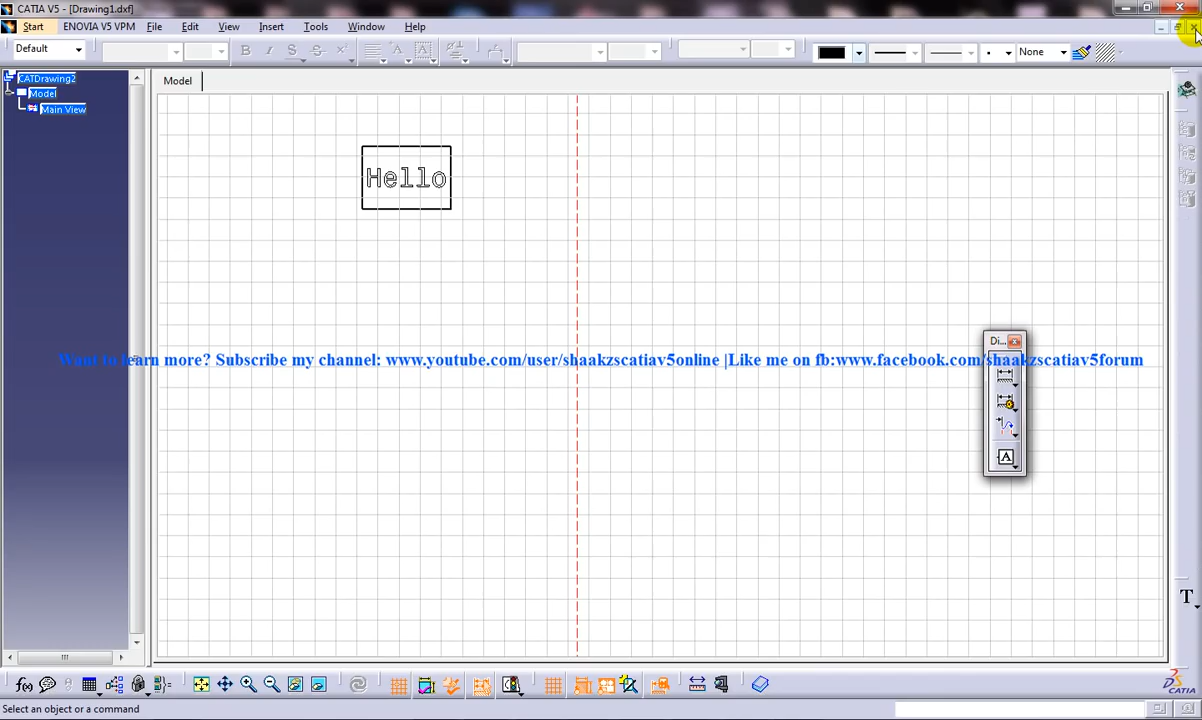 CATIA V5 - [Drawing1.dxf]
Start ENOVIA V5 VPM File Edit View Insert Tools Window Help
Default None
CATDrawing2
Model
Main View
Model
Hello
Want to learn more? Subscribe my channel: www.youtube.com/user/shaakzscatiav5online |Like me on fb:www.facebook.com/shaakzscatiav5forum
Di...
A
T
f(x)
CATIA
Select an object or a command